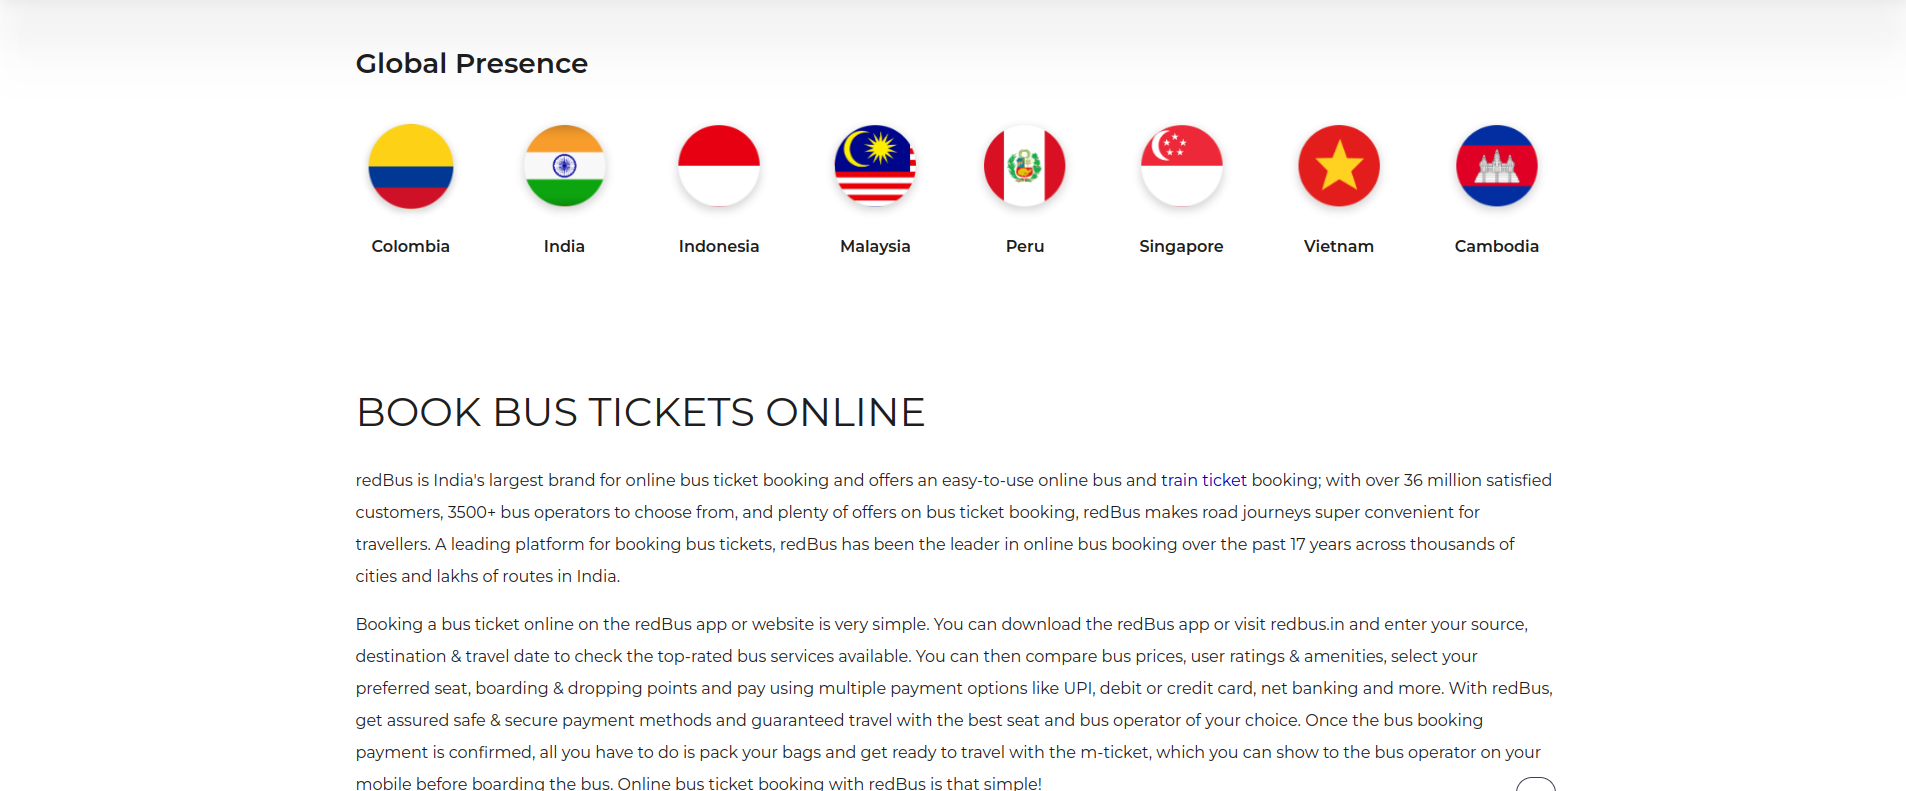 Global Presence
Colombia
India
Indonesia
Malaysia
Peru
Singapore
Vietnam
Cambodia
BOOK BUS TICKETS ONLINE
redBus is India's largest brand for online bus ticket booking and offers an easy-to-use online bus and train ticket booking; with over 36 million satisfied
customers, 3500+ bus operators to choose from, and plenty of offers on bus ticket booking, redBus makes road journeys super convenient for
travellers. A leading platform for booking bus tickets, redBus has been the leader in online bus booking over the past 17 years across thousands of
cities and lakhs of routes in India.
Booking a bus ticket online on the redBus app or website is very simple. You can download the redBus app or visit redbus.in and enter your source,
destination & travel date to check the top-rated bus services available. You can then compare bus prices, user ratings & amenities, select your
preferred seat, boarding & dropping points and pay using multiple payment options like UPI, debit or credit card, net banking and more. With redBus,
get assured safe & secure payment methods and guaranteed travel with the best seat and bus operator of your choice. Once the bus booking
payment is confirmed, all you have to do is pack your bags and get ready to travel with the m-ticket, which you can show to the bus operator on your
mobile before boarding the bus. Online bus ticket booking with redBus is that simple!